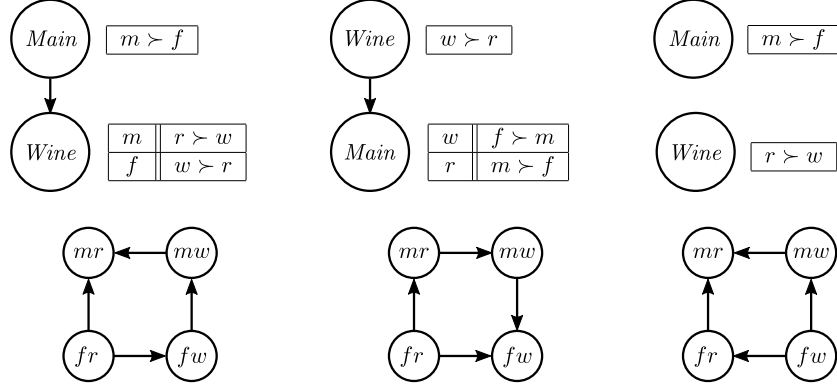 Main m ≻ f Wine w ≻ r Main m ≻ f
Wine m r ≻ w Main w f ≻ m Wine r ≻ w
f w ≻ r r m ≻ f
mr mw mr mw mr mw
fr fw fr fw fr fw